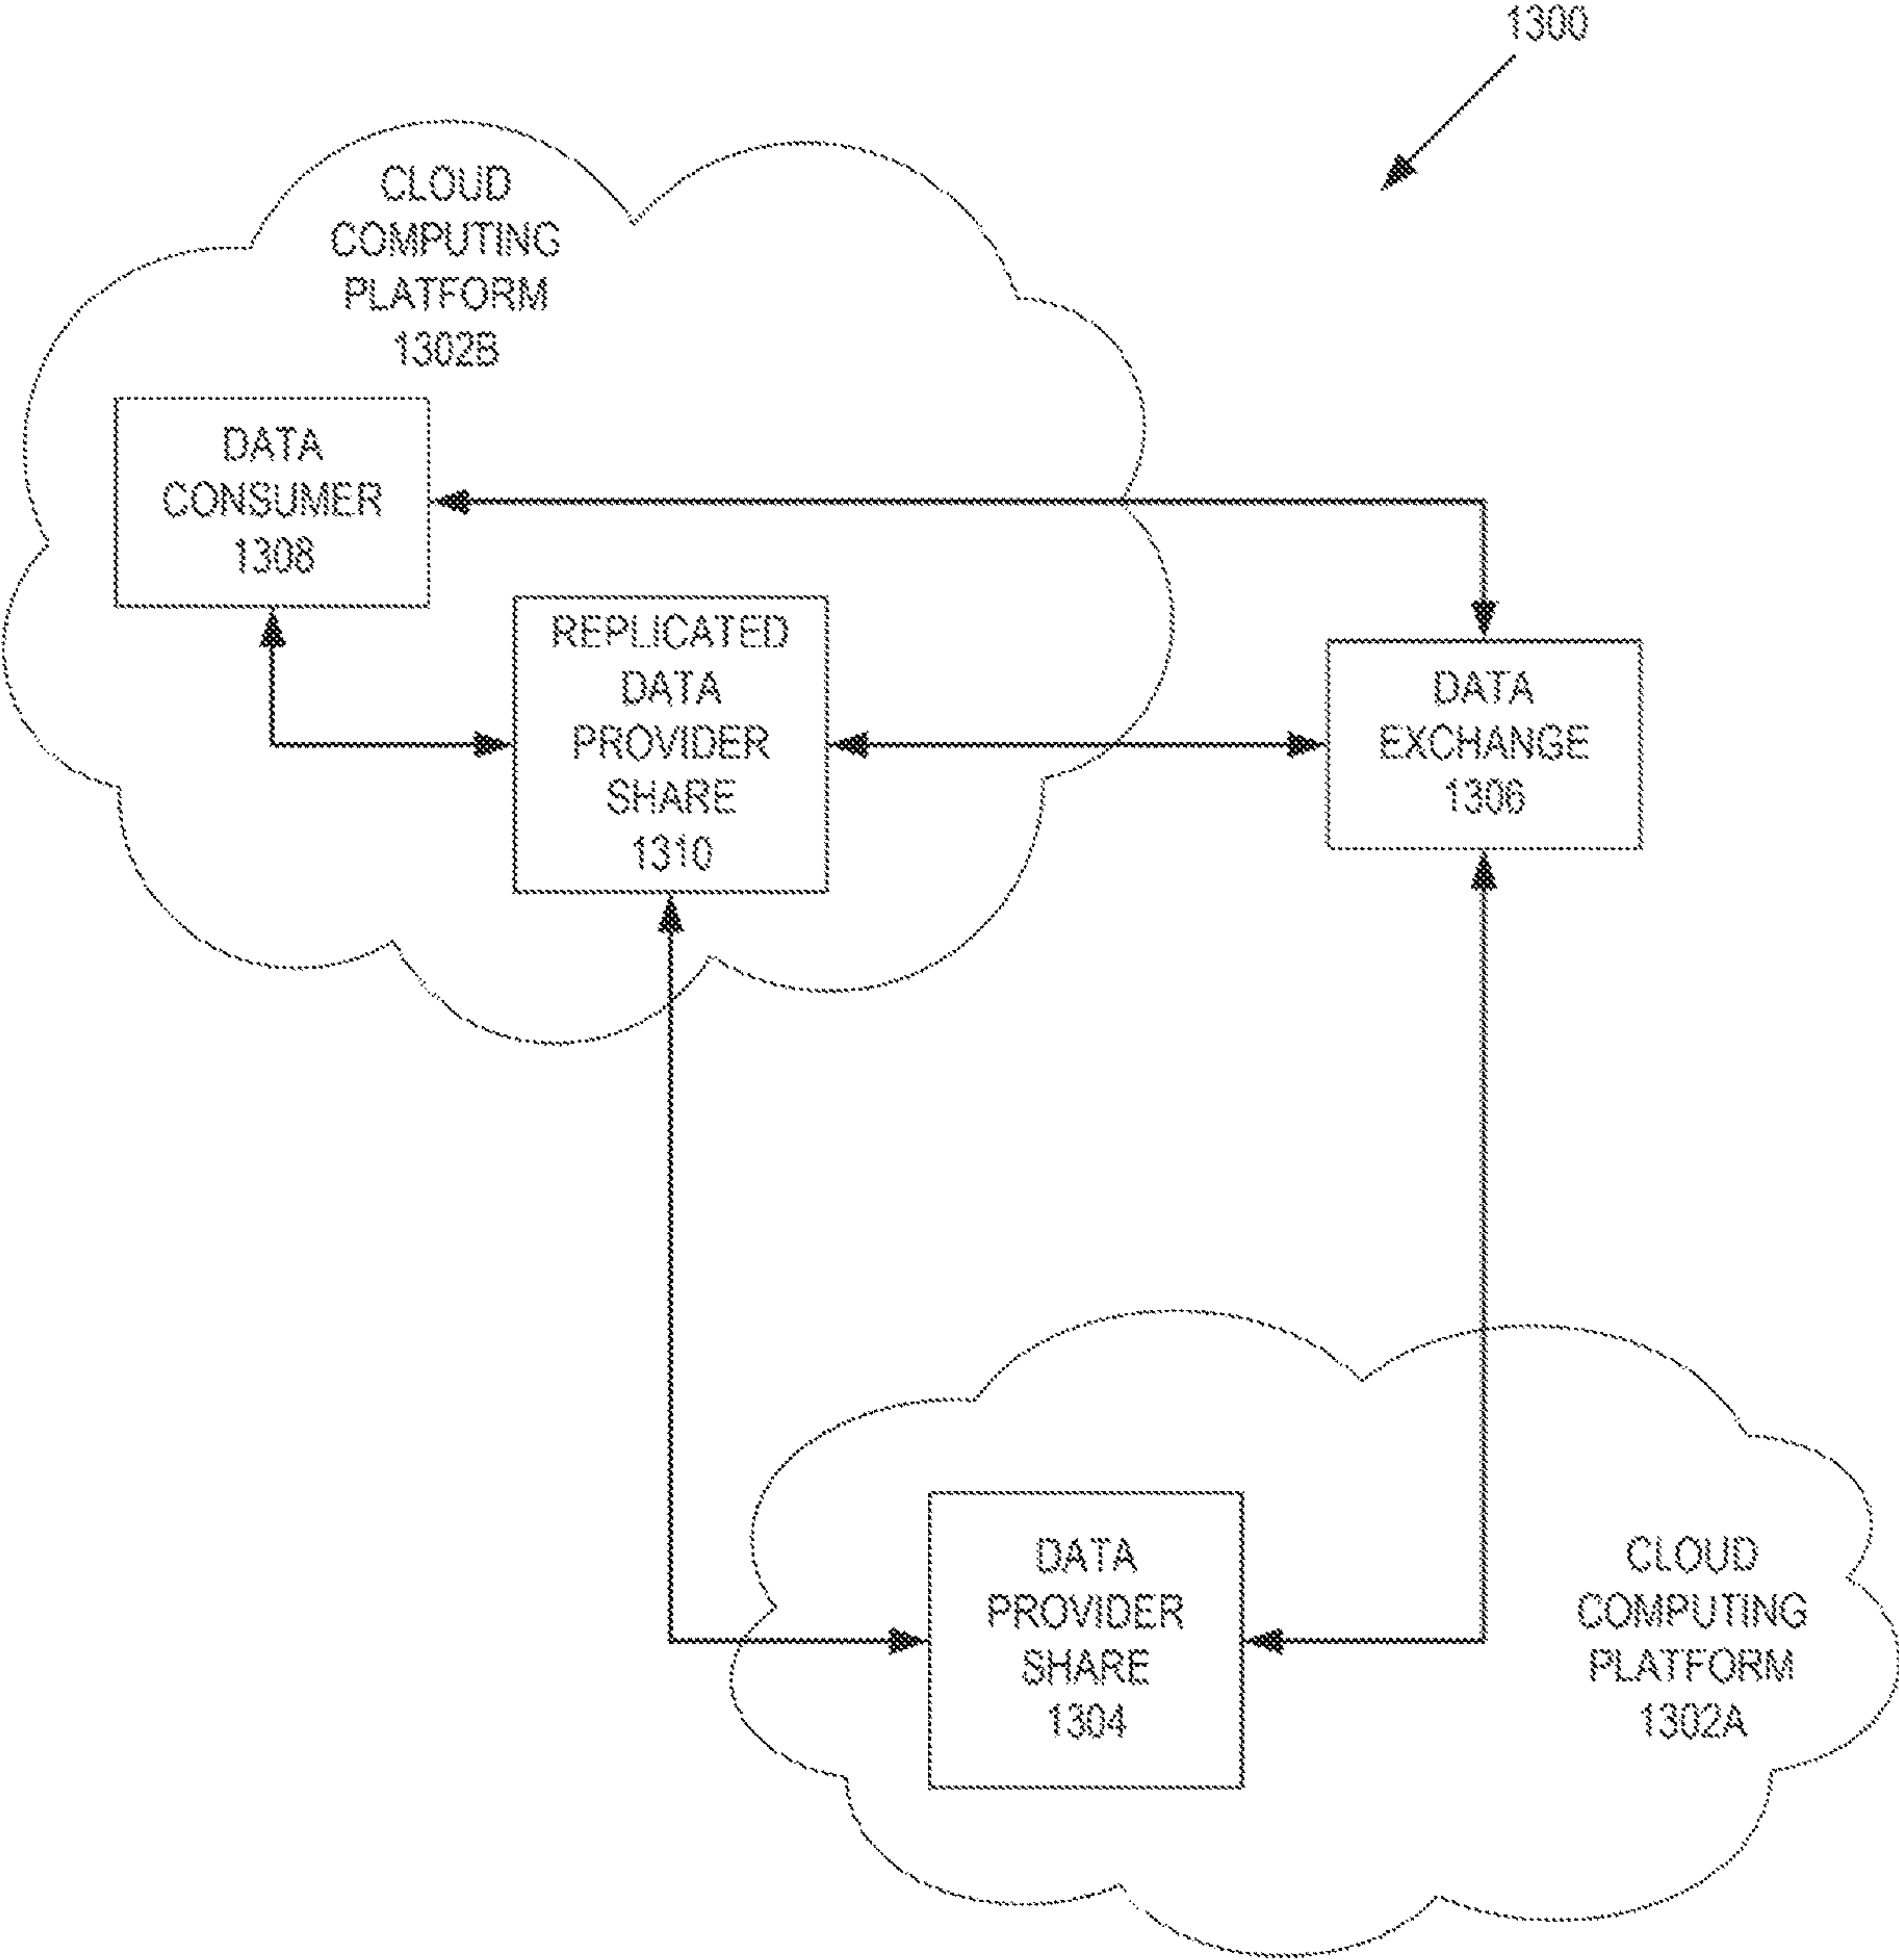 1300
CLOUD
COMPUTING
PLATFORM
1302B
DATA
CONSUMER
1308
REPLICATED
DATA
PROVIDER
SHARE
1310
DATA
EXCHANGE
1306
DATA
PROVIDER
SHARE
1304
CLOUD
COMPUTING
PLATFORM
1302A